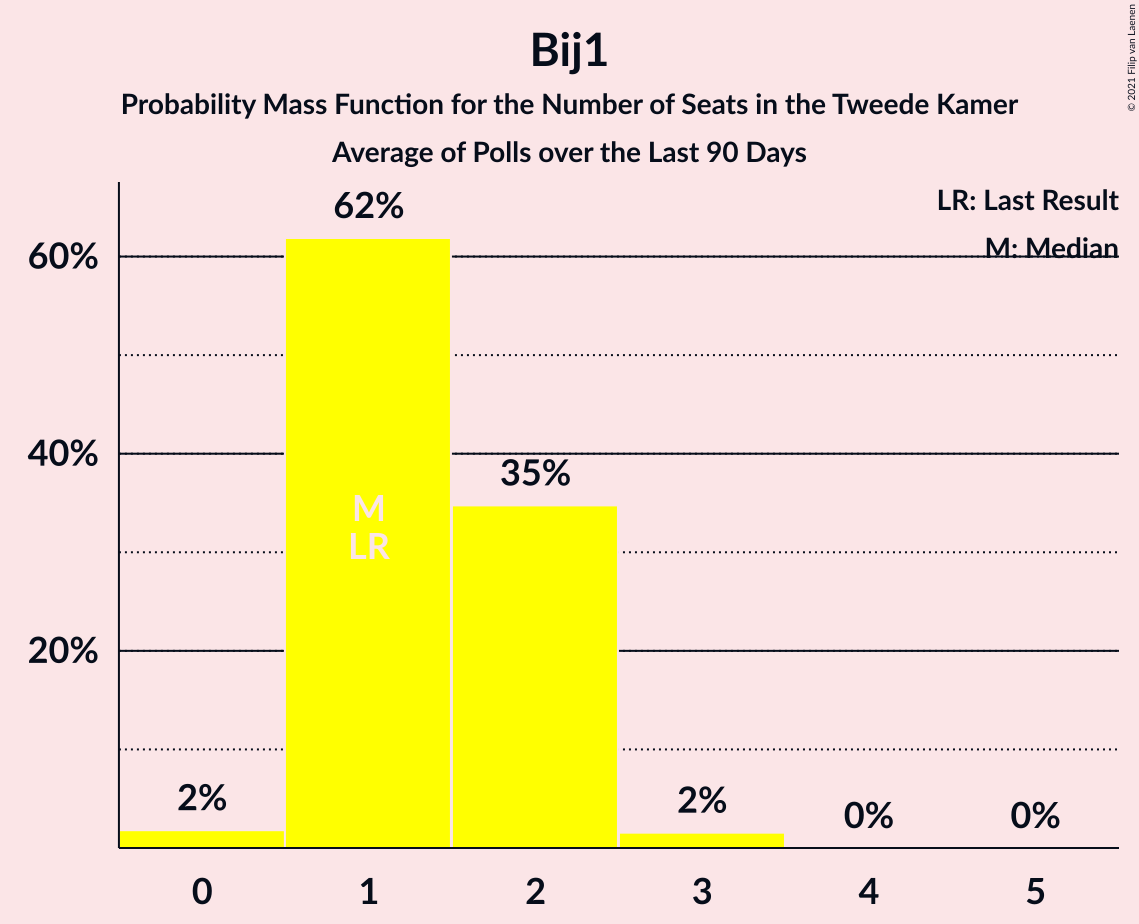 Bij1
Probability Mass Function for the Number of Seats in the Tweede Kamer
Average of Polls over the Last 90 Days
© 2021 Filip van Laenen
LR: Last Result
M: Median
62%
60%
40%
35%
M
LR
20%
2%
2%
0%
0%
0
1
2
3
4
5